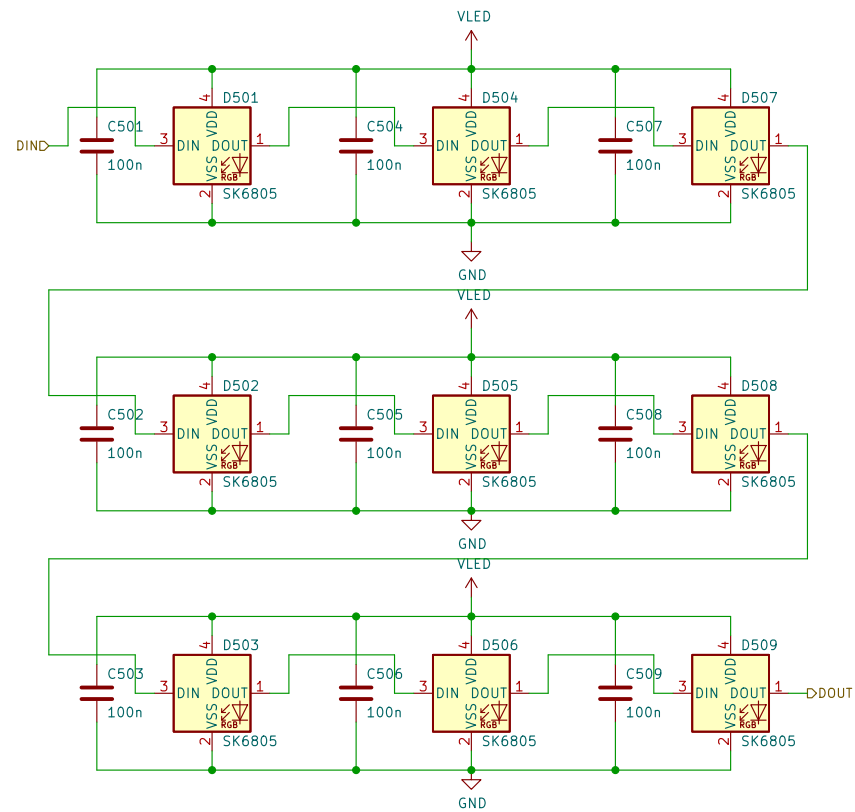 VLED
D501
D504
D507
4
4
4
C501
C504
C507
VDD
VDD
VDD
DIN
3
DIN
DOUT
1
3
DIN
DOUT
1
3
DIN
DOUT
1
100n
100n
100n
VSS
RGB
VSS
RGB
VSS
RGB
2
SK6805
2
SK6805
2
SK6805
GND
VLED
D502
D505
D508
4
4
4
C502
C505
C508
VDD
VDD
VDD
3
DIN
DOUT
1
3
DIN
DOUT
1
3
DIN
DOUT
1
100n
100n
100n
VSS
RGB
VSS
RGB
VSS
RGB
2
SK6805
2
SK6805
2
SK6805
GND
VLED
D503
D506
D509
4
4
4
C503
C506
C509
VDD
VDD
VDD
3
DIN
DOUT
1
3
DIN
DOUT
1
3
DIN
DOUT
1
DOUT
100n
100n
100n
VSS
RGB
VSS
RGB
VSS
RGB
2
SK6805
2
SK6805
2
SK6805
GND